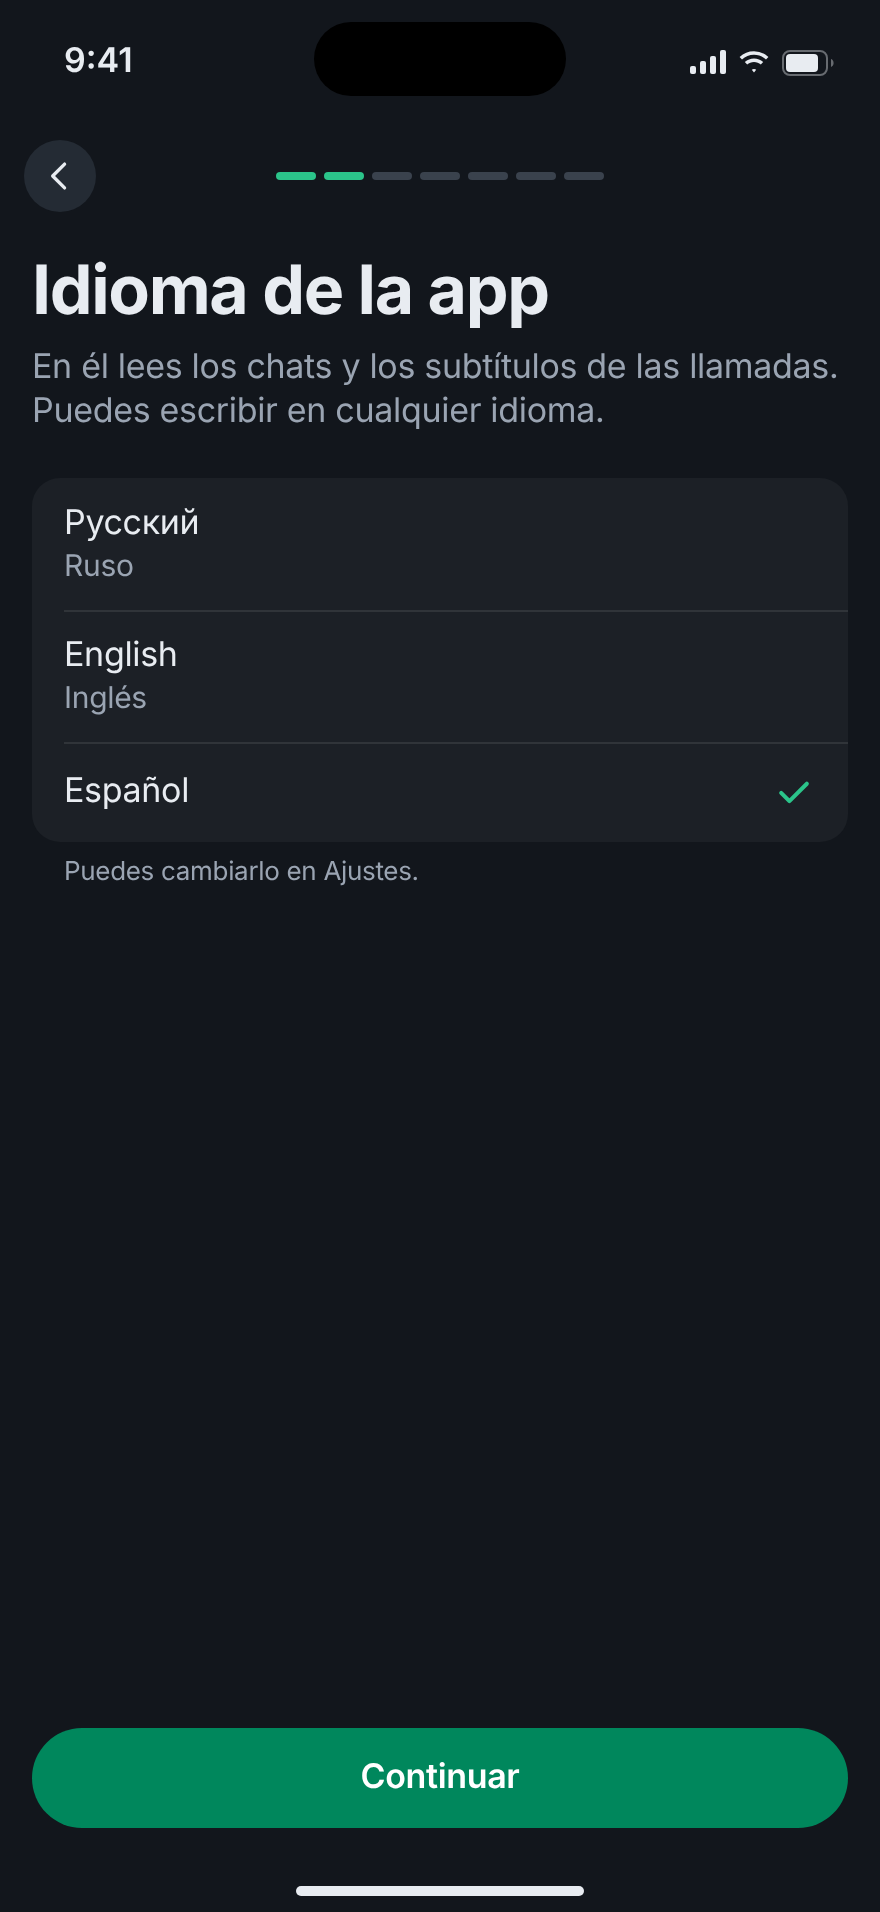 9:41
Idioma de la app
En él lees los chats y los subtítulos de las llamadas.
Puedes escribir en cualquier idioma.
Русский
Ruso
English
Inglés
Español
Puedes cambiarlo en Ajustes.
Continuar